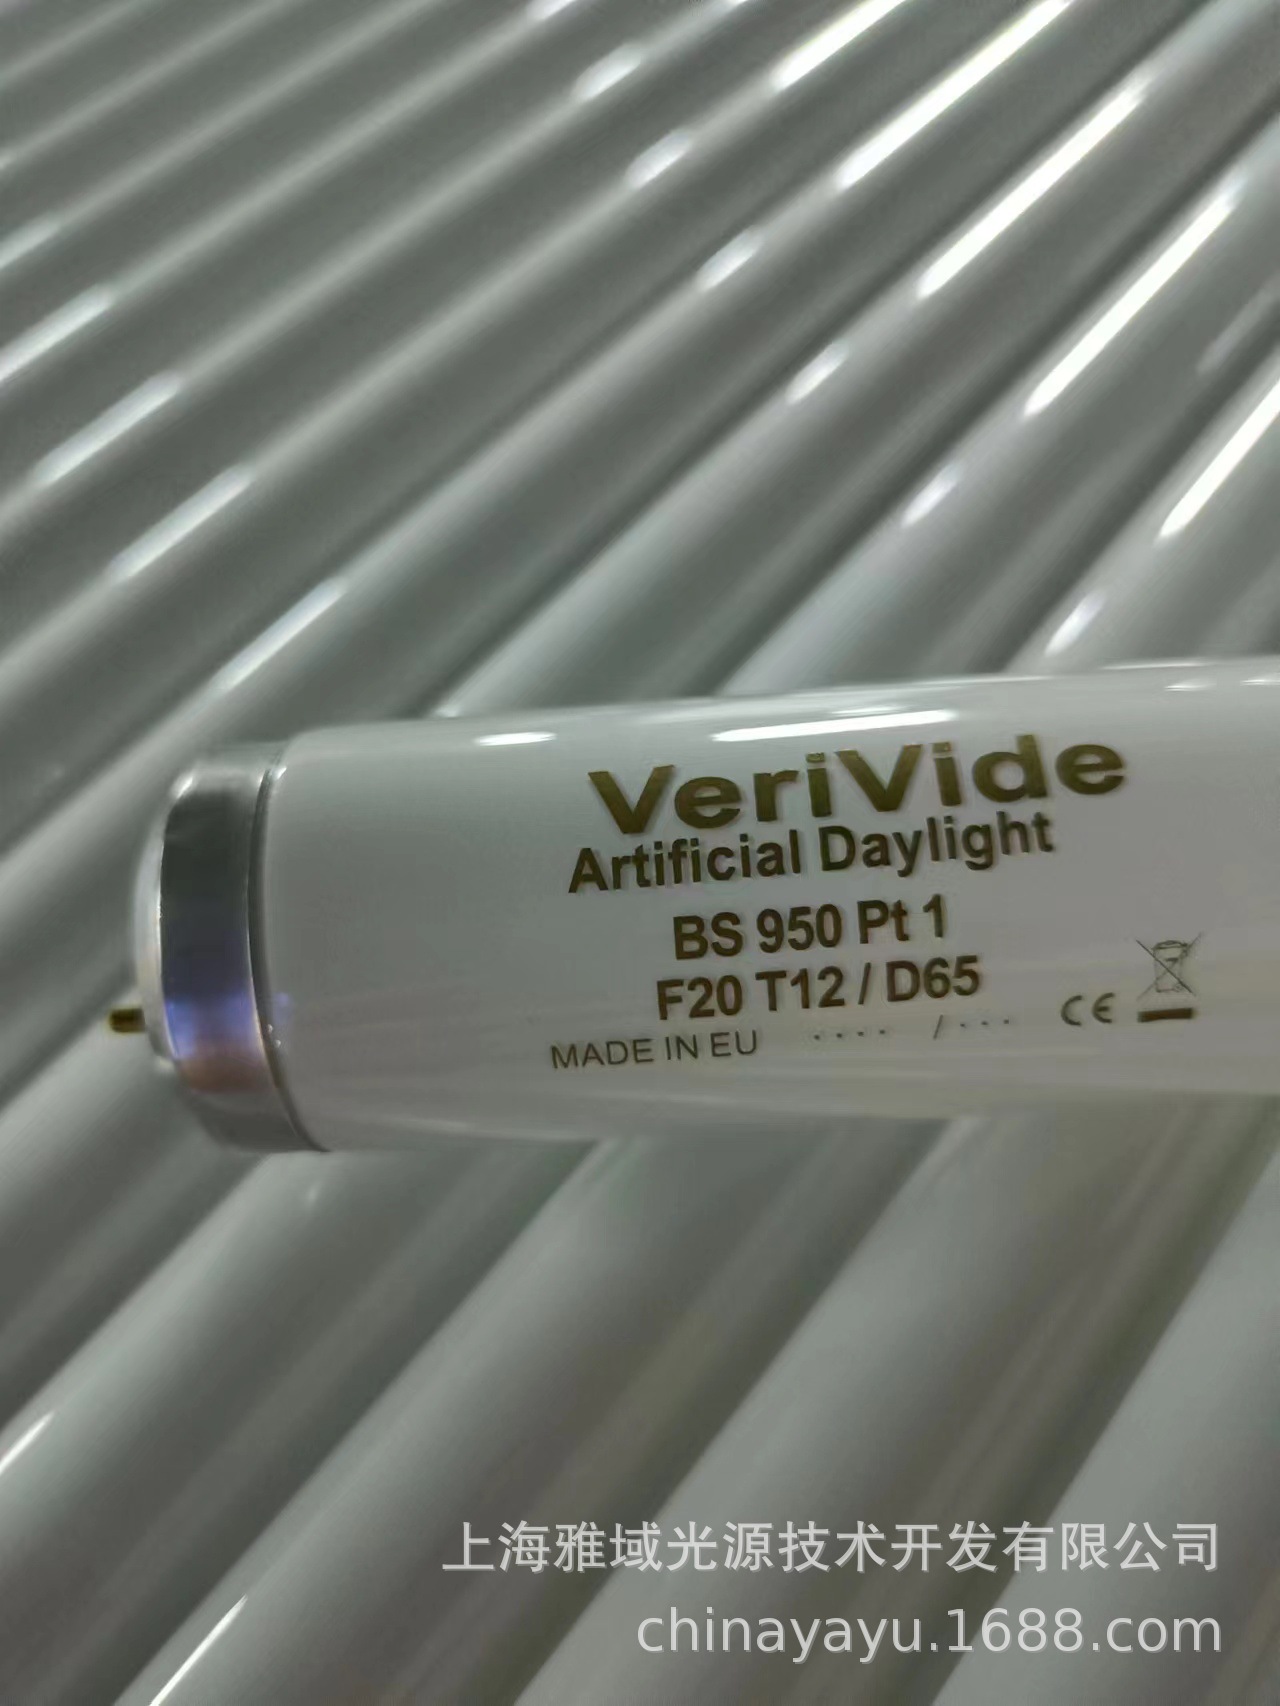 VeriVide
Artificial Daylight
BS 950 Pt 1
F20 T12 / D65
MADE IN EU
CE
上海雅域光源技术开发有限公司
chinayayu.1688.com